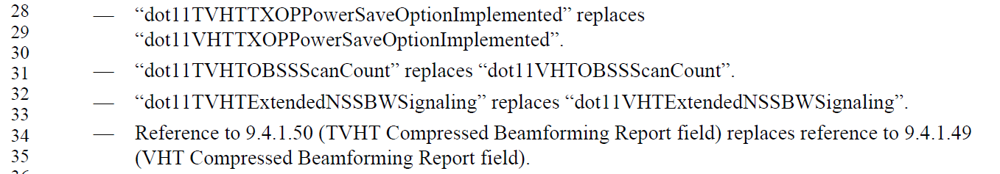 28 — “dot11TVHTTXOPPowerSaveOptionImplemented” replaces
29 “dot11VHTTXOPPowerSaveOptionImplemented”.
30
31 — “dot11TVHTOBSSScanCount” replaces “dot11VHTOBSSScanCount”.
32 — “dot11TVHTExtendedNSSBWSignaling” replaces “dot11VHTExtendedNSSBWSignaling”.
33
34 — Reference to 9.4.1.50 (TVHT Compressed Beamforming Report field) replaces reference to 9.4.1.49
35 (VHT Compressed Beamforming Report field).